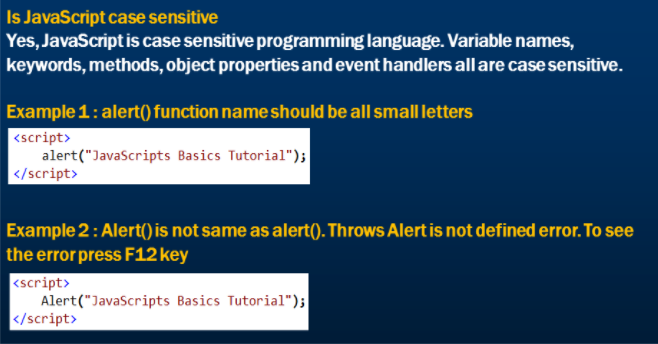 Is JavaScript case sensitive
Yes, JavaScript is case sensitive programming language. Variable names,
keywords, methods, object properties and event handlers all are case sensitive.
Example 1 : alert() function name should be all small letters
<script>
alert("JavaScripts Basics Tutorial");
</script>
Example 2 : Alert() is not same as alert(). Throws Alert is not defined error. To see
the error press F12 key
<script>
Alert("JavaScripts Basics Tutorial");
</script>